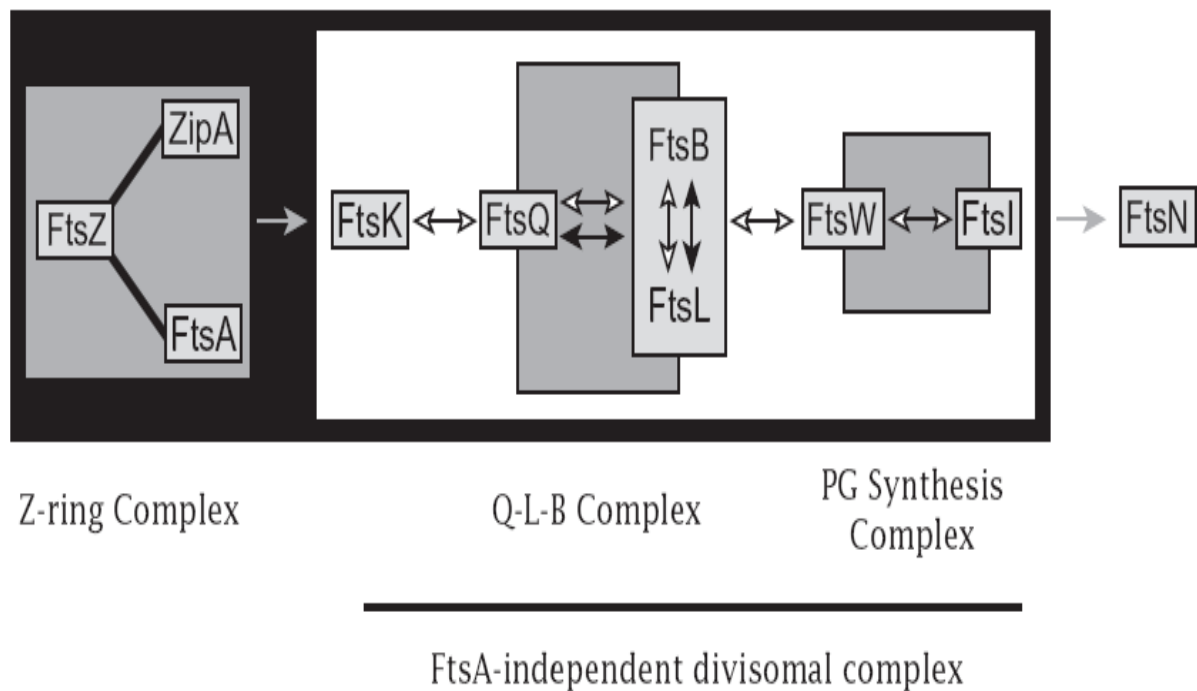 ZipA
FtsZ
FtsA
FtsK
FtsQ
FtsB
FtsL
FtsW
FtsI
FtsN
Z-ring Complex
Q-L-B Complex
PG Synthesis
Complex
FtsA-independent divisomal complex